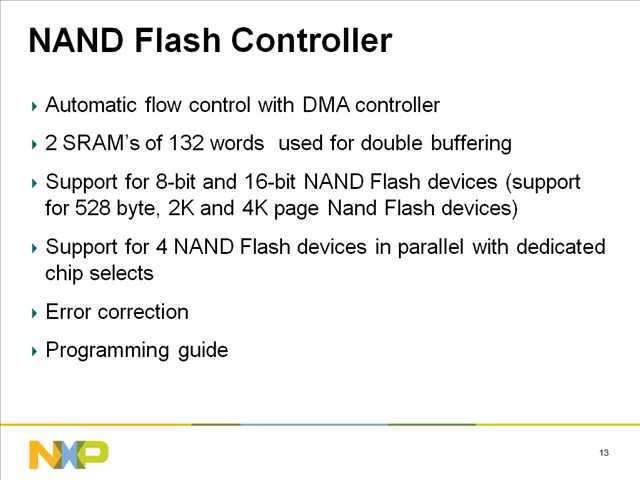 NAND Flash Controller
Automatic flow control with DMA controller
2 SRAM's of 132 words used for double buffering
Support for 8-bit and 16-bit NAND Flash devices (support
for 528 byte, 2K and 4K page Nand Flash devices)
Support for 4 NAND Flash devices in parallel with dedicated
chip selects
Error correction
Programming guide
NXP
13